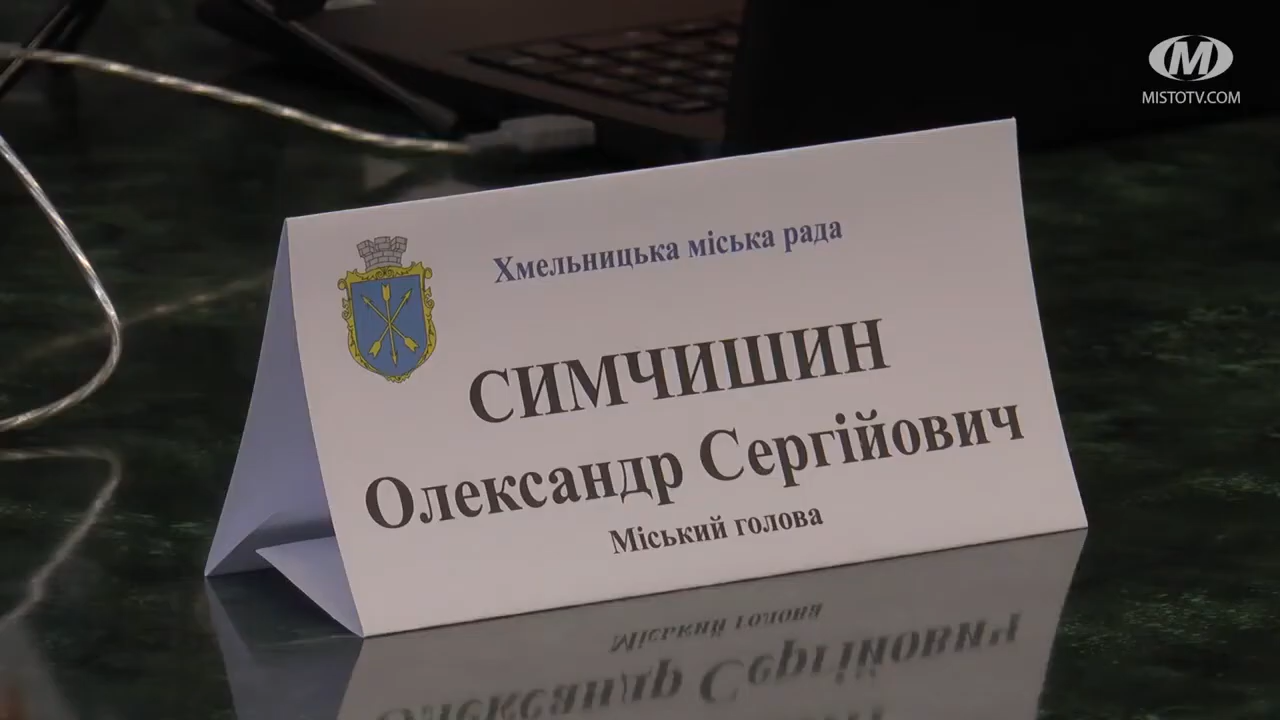 M
MISTOTV.COM
Хмельницька міська рада
СИМЧИШИН
Олександр Сергійович
Міський голова